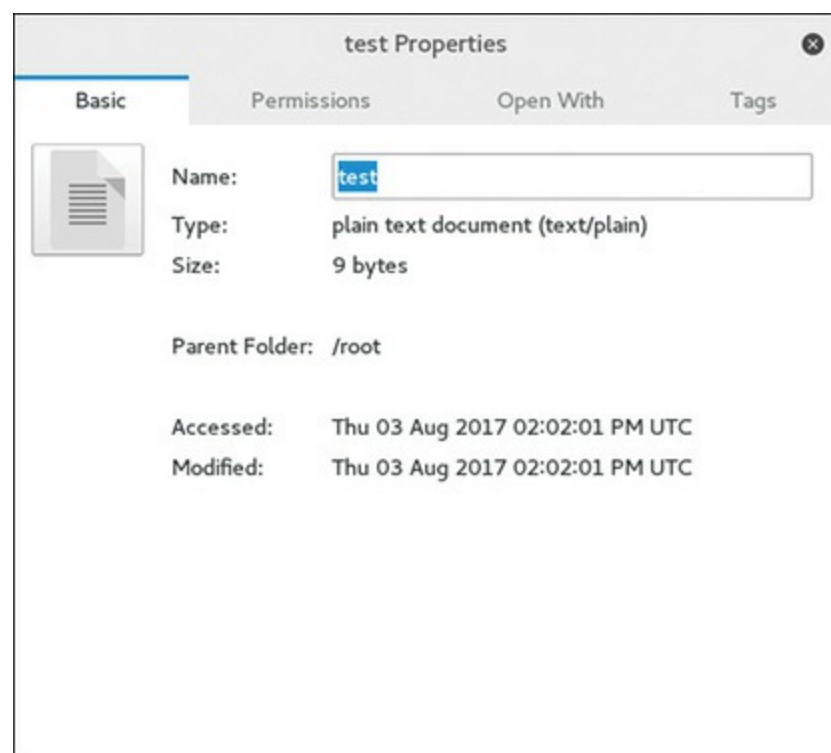 test Properties
Basic Permissions Open With Tags
Name: test
Type: plain text document (text/plain)
Size: 9 bytes
Parent Folder: /root
Accessed: Thu 03 Aug 2017 02:02:01 PM UTC
Modified: Thu 03 Aug 2017 02:02:01 PM UTC